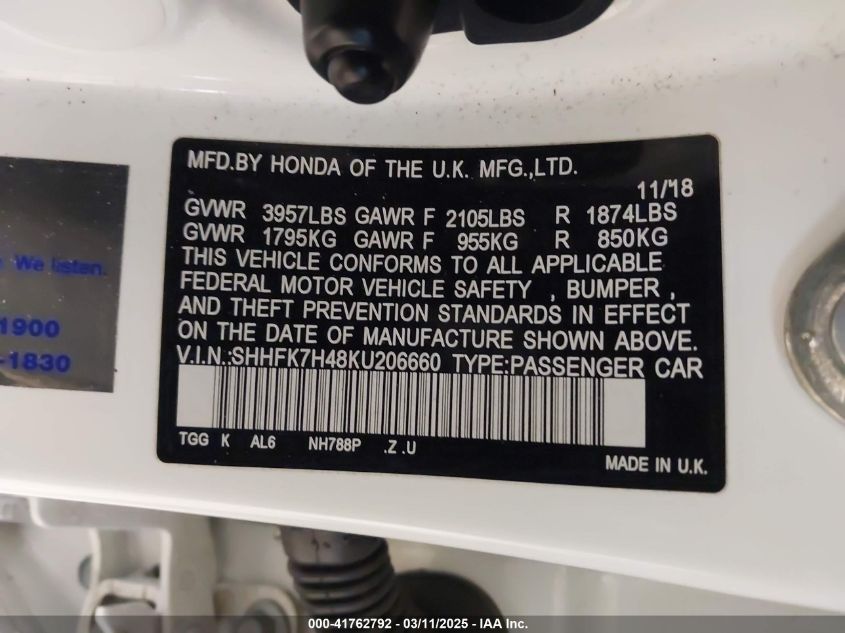 MFD.BY HONDA OF THE U.K. MFG.,LTD.
11/18
GVWR 3957LBS GAWR F 2105LBS R 1874LBS
GVWR 1795KG GAWR F 955KG R 850KG
THIS VEHICLE CONFORMS TO ALL APPLICABLE
FEDERAL MOTOR VEHICLE SAFETY , BUMPER ,
AND THEFT PREVENTION STANDARDS IN EFFECT
ON THE DATE OF MANUFACTURE SHOWN ABOVE.
V.I.N.:SHHFK7H48KU206660 TYPE:PASSENGER CAR
TGG K AL6 NH788P .Z .U
MADE IN U.K.
We listen.
1900
-1830
000-41762792 - 03/11/2025 - IAA Inc.